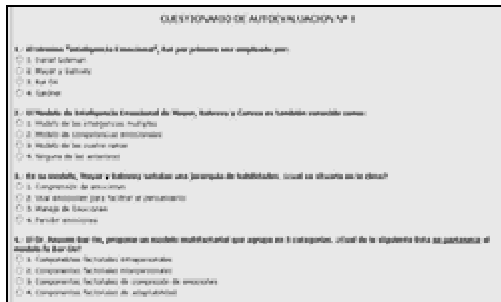 CUESTIONARIO DE AUTOEVALUACION Nº 1
1.- El término "Inteligencia Emocional", fue por primera vez empleado por:
1. Daniel Goleman
2. Mayer y Salovey
3. Bar On
4. Gardner
2.- El Modelo de Inteligencia Emocional de Mayer, Salovey y Caruso es también conocido como:
1. Modelo de las inteligencias multiples
2. Modelo de competencias emocionales
3. Modelo de las cuatro ramas
4. Ninguna de las anteriores
3.- En su modelo, Mayer y Salovey señalan una jerarquía de habilidades. ¿cual se situaría en la cima?
1. Comprensión de emociones
2. Usar emociones para facilitar el pensamiento
3. Manejo de Emociones
4. Percibir emociones
4.- El Dr. Reuven Bar On, propone un modelo multifactorial que agrupa en 5 categorías. ¿Cual de la siguiente lista no pertenece al
modelo de Bar On?
1. Componentes factoriales intrapersonales
2. Componentes factoriales interpersonales
3. Componentes factoriales de comprensión de emociones
4. Componentes factoriales de adaptabilidad